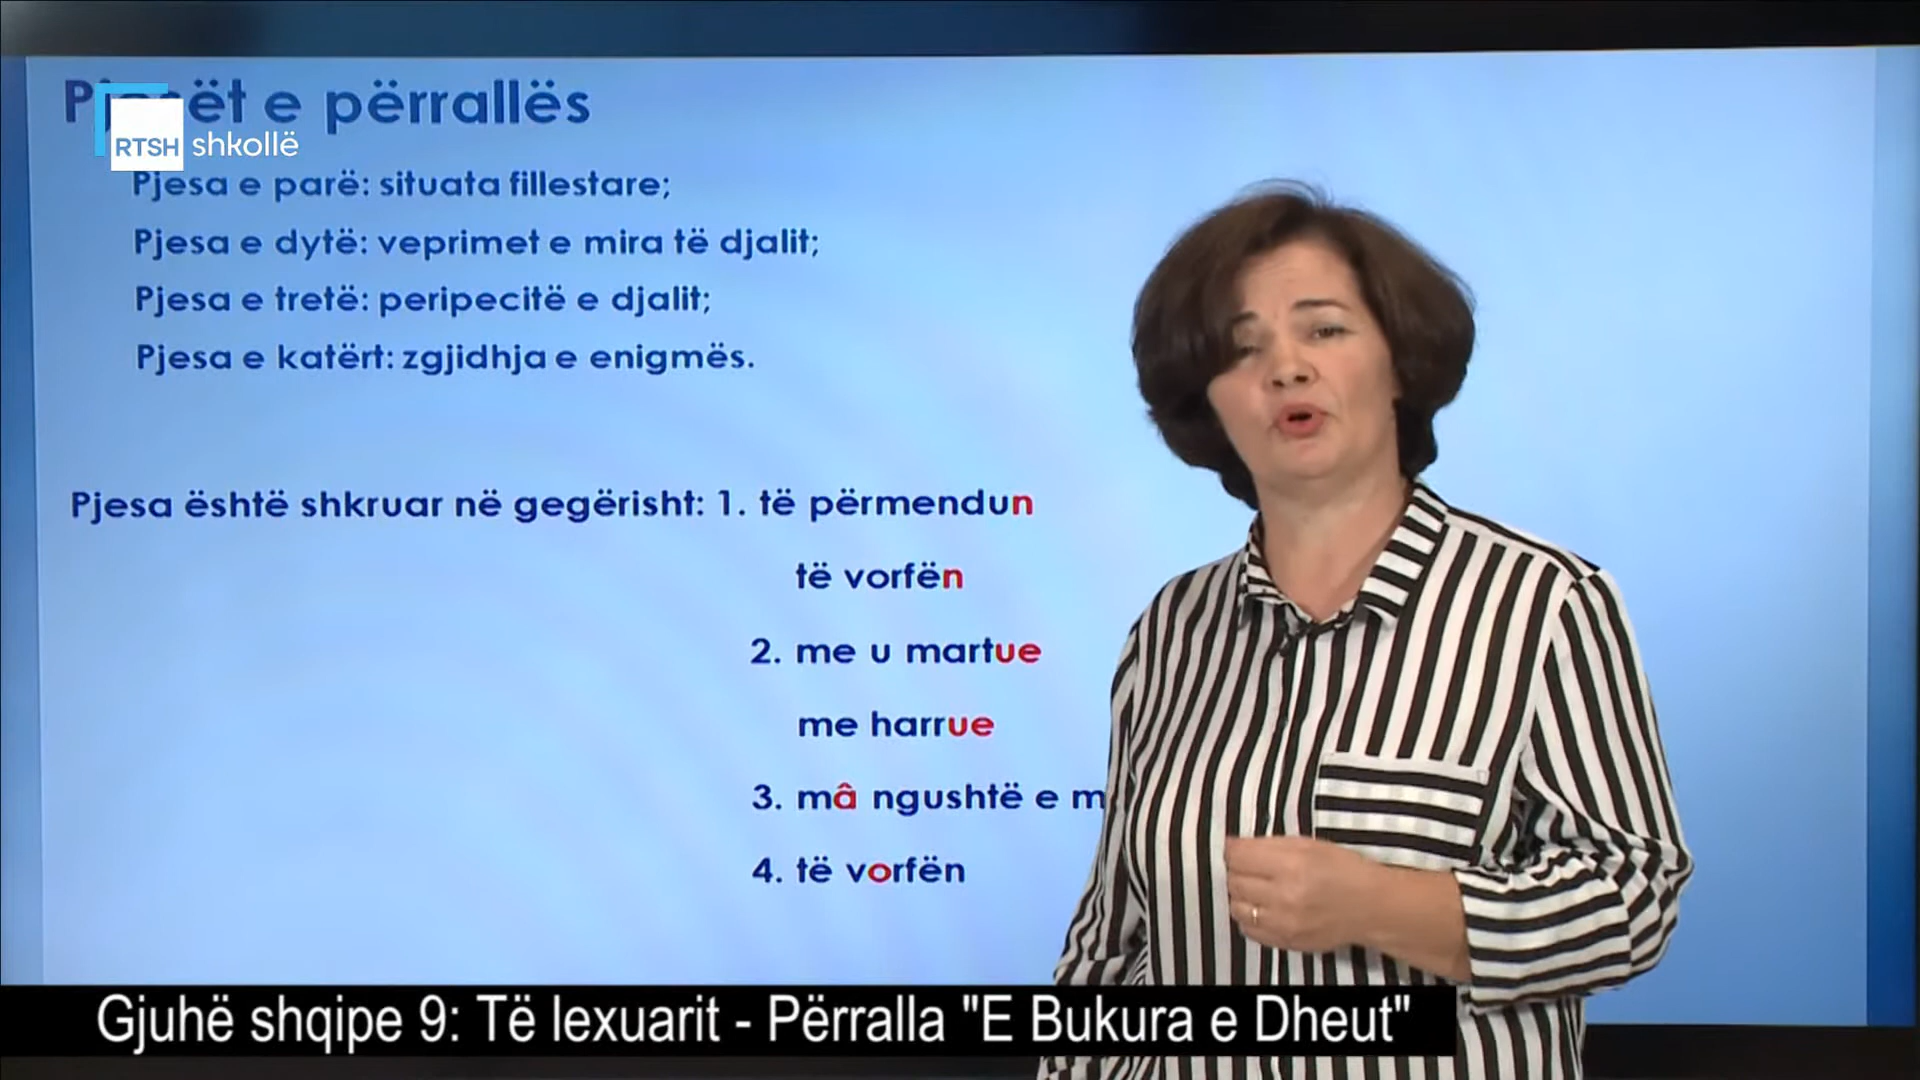 Pjesët e përrallës
RTSH shkollë
Pjesa e parë: situata fillestare;
Pjesa e dytë: veprimet e mira të djalit;
Pjesa e tretë: peripecitë e djalit;
Pjesa e katërt: zgjidhja e enigmës.
Pjesa është shkruar në gegërisht: 1. të përmendun
të vorfën
2. me u martue
me harrue
3. mâ ngushtë e
4. të vorfën
Gjuhë shqipe 9: Të lexuarit - Përralla "E Bukura e Dheut"